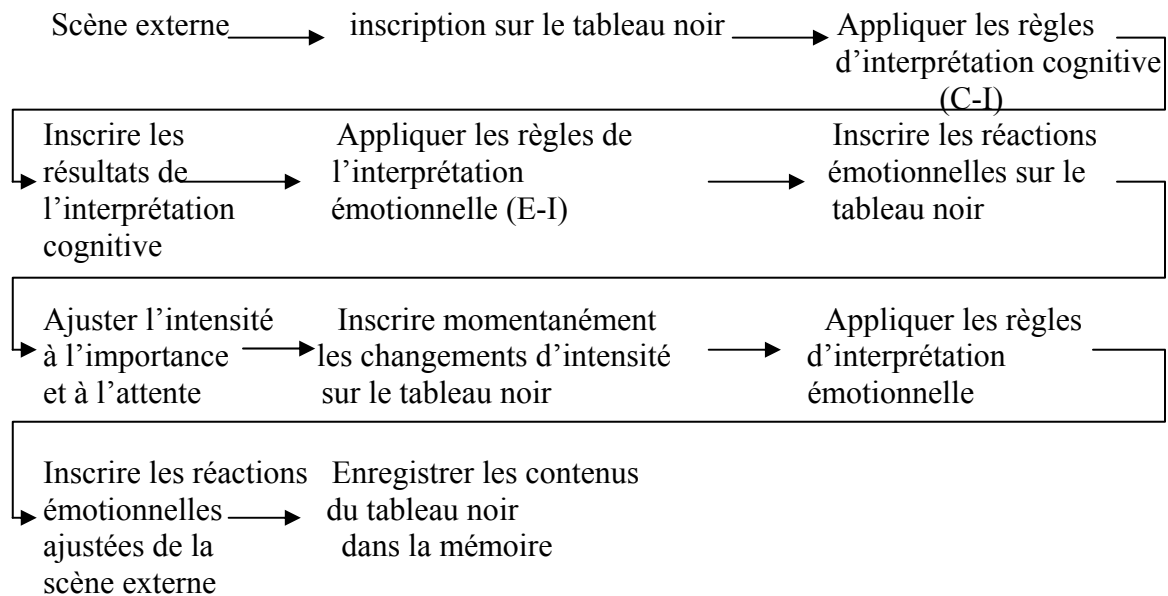 Scène externe
inscription sur le tableau noir
Appliquer les règles
d’interprétation cognitive
(C-I)
Inscrire les
résultats de
l’interprétation
cognitive
Appliquer les règles de
l’interprétation
émotionnelle (E-I)
Inscrire les réactions
émotionnelles sur le
tableau noir
Ajuster l’intensité
à l’importance
et à l’attente
Inscrire momentanément
les changements d’intensité
sur le tableau noir
Appliquer les règles
d’interprétation
émotionnelle
Inscrire les réactions
émotionnelles
ajustées de la
scène externe
Enregistrer les contenus
du tableau noir
dans la mémoire